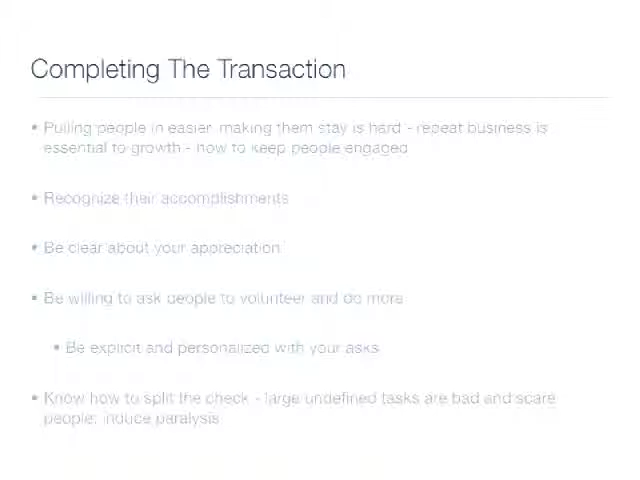 Completing The Transaction
• Pulling people in easier, making them stay is hard - repeat business is
essential to growth - how to keep people engaged
• Recognize their accomplishments
• Be clear about your appreciation
• Be willing to ask people to volunteer and do more
• Be explicit and personalized with your asks
• Know how to split the check - large undefined tasks are bad and scare
people, induce paralysis